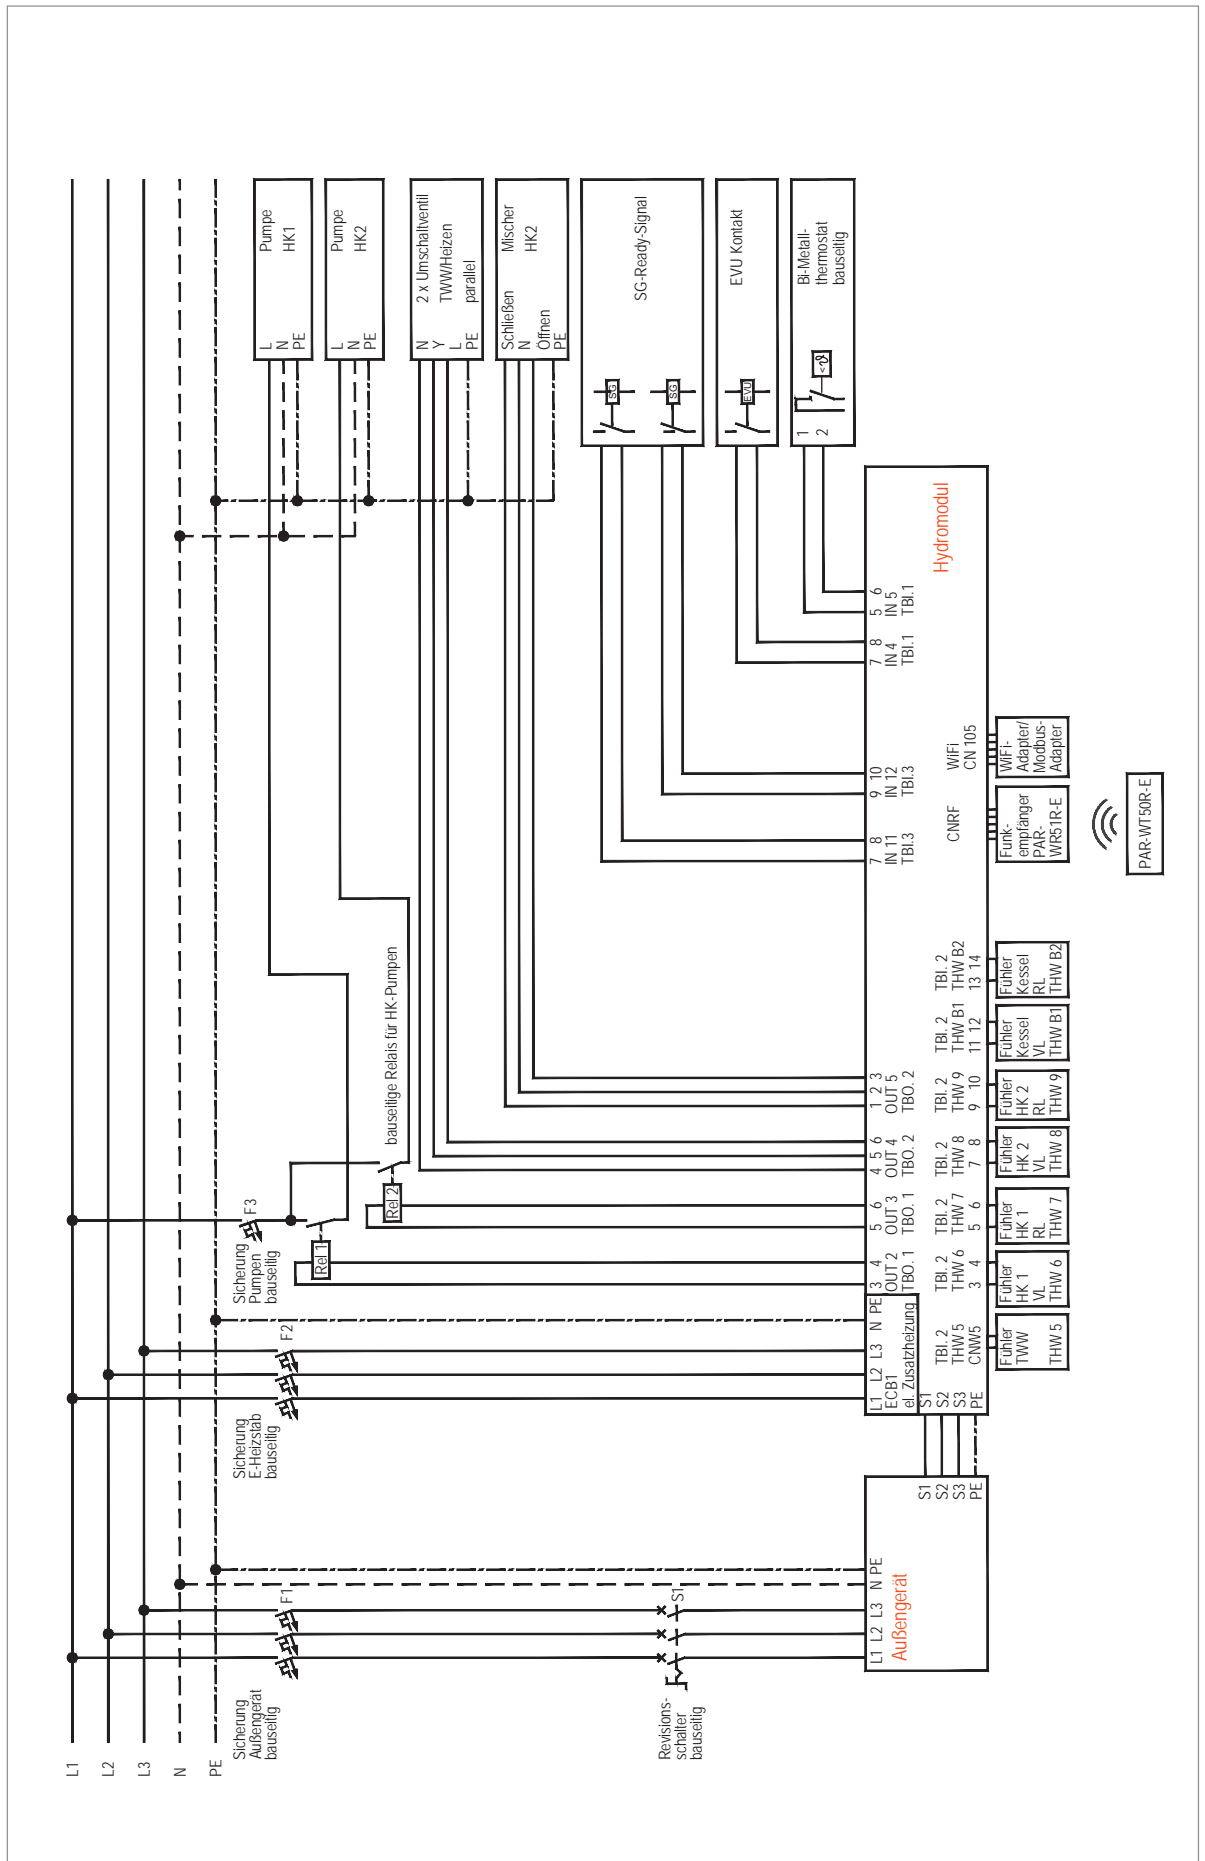 L1
L2
L3
N
PE
Sicherung
Außengerät
bauseitig
F1
Revisions-
schalter
bauseitig
S1
L1 L2 L3 N PE
Außengerät
S1
S2
S3
PE
Sicherung
E-Heizstab
bauseitig
F2
Sicherung
Pumpen
bauseitig
F3
Rel 1
Rel 2
bauseitige Relais für HK-Pumpen
Pumpe
HK1
L
N
PE
Pumpe
HK2
L
N
PE
2 x Umschaltventil
TWW/Heizen
parallel
N
Y
L
PE
Mischer
HK2
Schließen
N
Öffnen
PE
SG-Ready-Signal
SG
SG
EVU Kontakt
EVU
Bi-Metall-
thermostat
bauseitig
<ϑ
1
2
Hydromodul
L1 L2 L3 N PE
ECB1
el. Zusatzheizung
S1
S2
S3
PE
3 4
OUT 2
TBO. 1
5 6
OUT 3
TBO. 1
4 5 6
OUT 4
TBO. 2
1 2 3
OUT 5
TBO. 2
7 8
IN 11
TBI.3
9 10
IN 12
TBI.3
7 8
IN 4
TBI.1
5 6
IN 5
TBI.1
TBI. 2
THW 5
CNW5
TBI. 2
THW 6
3 4
TBI. 2
THW 7
5 6
TBI. 2
THW 8
7 8
TBI. 2
THW 9
9 10
TBI. 2
THW B1
11 12
TBI. 2
THW B2
13 14
CNRF
WiFi
CN 105
Fühler
TWW
THW 5
Fühler
HK 1
VL
THW 6
Fühler
HK 1
RL
THW 7
Fühler
HK 2
VL
THW 8
Fühler
HK 2
RL
THW 9
Fühler
Kessel
VL
THW B1
Fühler
Kessel
RL
THW B2
Funk-
empfänger
PAR-
WR51R-E
WiFi-
Adapter/
Modbus-
Adapter
PAR-WT50R-E